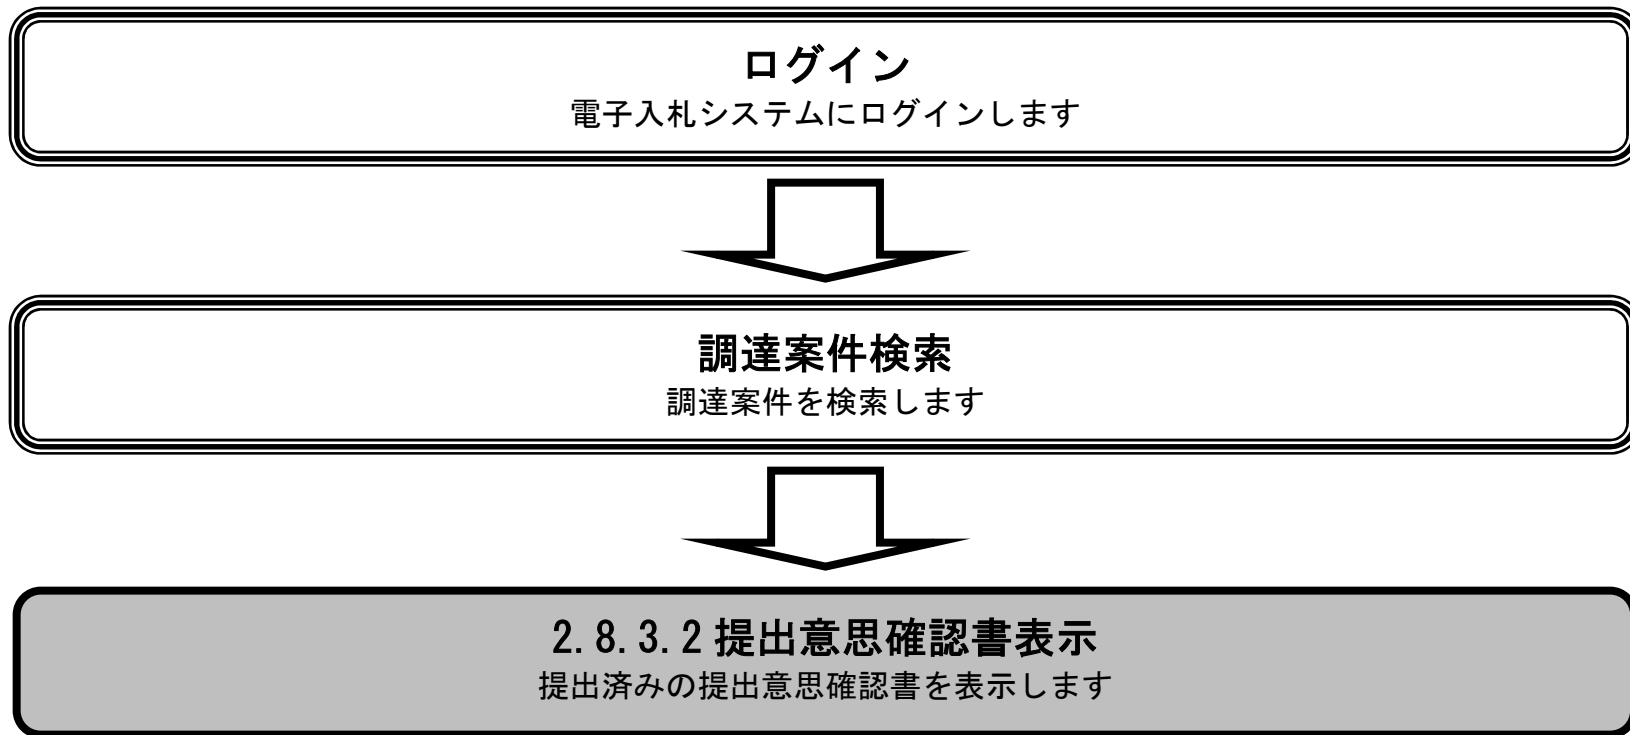 ログイン
電子入札システムにログインします
調達案件検索
調達案件を検索します
2.8.3.2 提出意思確認書表示
提出済みの提出意思確認書を表示します